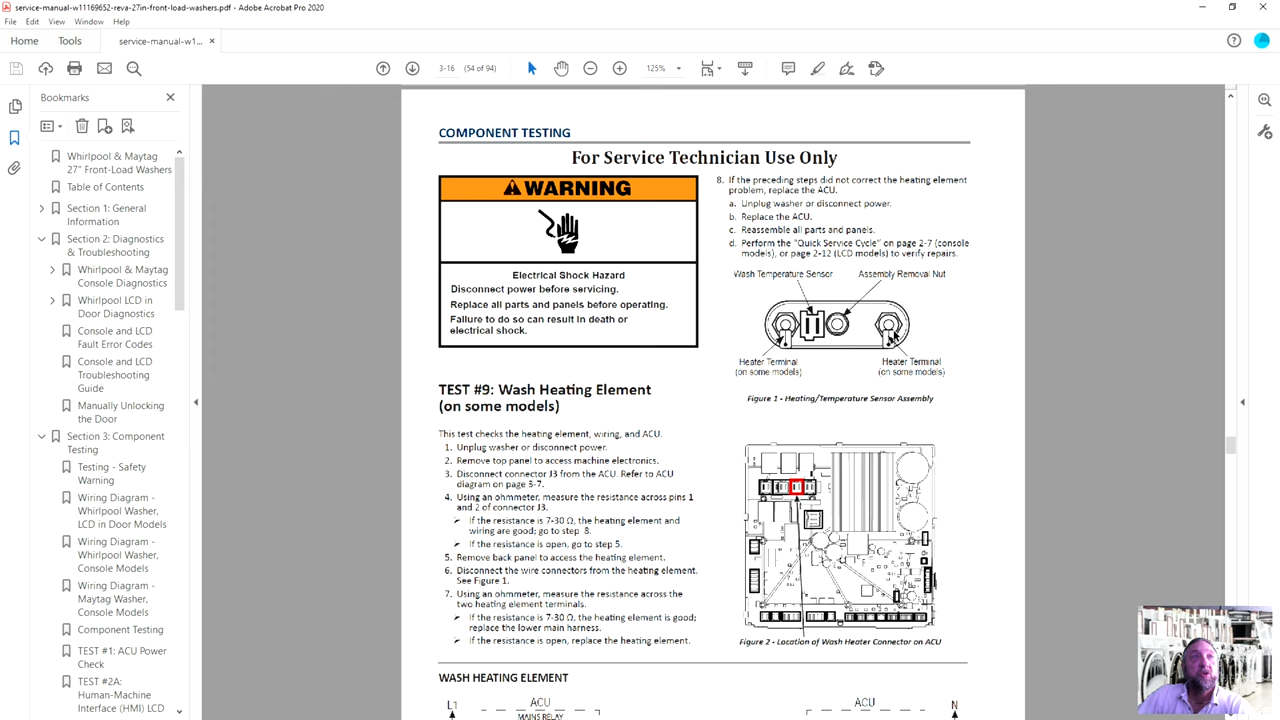 service-manual-w11169652-reva-27in-front-load-washers.pdf - Adobe Acrobat Pro 2020
File Edit View Window Help
Home Tools service-manual-w1... ×
3-16 (54 of 94) 125%
Bookmarks
Whirlpool & Maytag
27" Front-Load Washers
Table of Contents
Section 1: General
Information
Section 2: Diagnostics
& Troubleshooting
Whirlpool & Maytag
Console Diagnostics
Whirlpool LCD in
Door Diagnostics
Console and LCD
Fault Error Codes
Console and LCD
Troubleshooting
Guide
Manually Unlocking
the Door
Section 3: Component
Testing
Testing - Safety
Warning
Wiring Diagram -
Whirlpool Washer,
LCD in Door Models
Wiring Diagram -
Whirlpool Washer,
Console Models
Wiring Diagram -
Maytag Washer,
Console Models
Component Testing
TEST #1: ACU Power
Check
TEST #2A:
Human-Machine
Interface (HMI) LCD
COMPONENT TESTING
For Service Technician Use Only
WARNING
Electrical Shock Hazard
Disconnect power before servicing.
Replace all parts and panels before operating.
Failure to do so can result in death or
electrical shock.
TEST #9: Wash Heating Element
(on some models)
This test checks the heating element, wiring, and ACU.
1. Unplug washer or disconnect power.
2. Remove top panel to access machine electronics.
3. Disconnect connector J3 from the ACU. Refer to ACU
diagram on page 3-7.
4. Using an ohmmeter, measure the resistance across pins 1
and 2 of connector J3.
➢ If the resistance is 7-30 Ω, the heating element and
wiring are good; go to step 8.
➢ If the resistance is open, go to step 5.
5. Remove back panel to access the heating element.
6. Disconnect the wire connectors from the heating element.
See Figure 1.
7. Using an ohmmeter, measure the resistance across the
two heating element terminals.
➢ If the resistance is 7-30 Ω, the heating element is good;
replace the lower main harness.
➢ If the resistance is open, replace the heating element.
8. If the preceding steps did not correct the heating element
problem, replace the ACU.
a. Unplug washer or disconnect power.
b. Replace the ACU.
c. Reassemble all parts and panels.
d. Perform the "Quick Service Cycle" on page 2-7 (console
models), or page 2-12 (LCD models) to verify repairs.
Wash Temperature Sensor Assembly Removal Nut
Heater Terminal
(on some models)
Heater Terminal
(on some models)
Figure 1 - Heating/Temperature Sensor Assembly
Figure 2 - Location of Wash Heater Connector on ACU
WASH HEATING ELEMENT
L1 ACU ACU N
MAINS RELAY